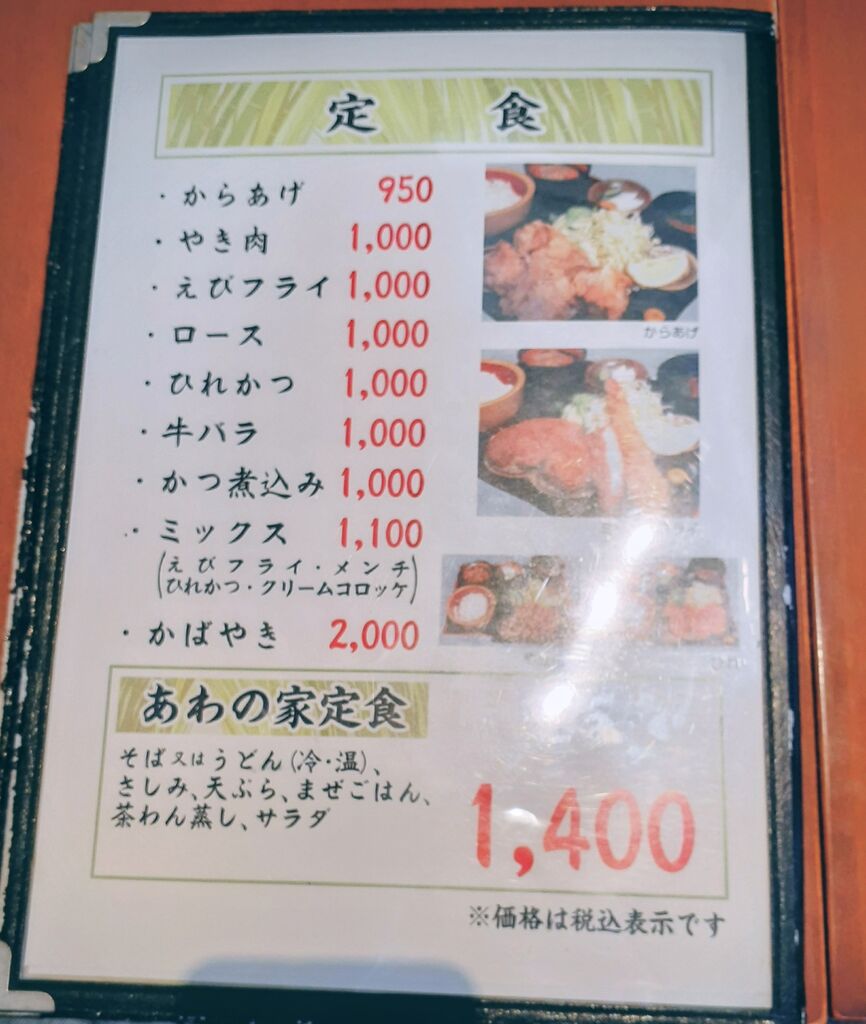 定 食
・からあげ 950
・やき肉 1,000
・えびフライ 1,000
・ロース 1,000
・ひれかつ 1,000
・牛バラ 1,000
・かつ煮込み 1,000
・ミックス 1,100
(えびフライ・メンチ
ひれかつ・クリームコロッケ)
・かばやき 2,000
からあげ
あわの家定食
そば又はうどん(冷・温)、
さしみ、天ぷら、まぜごはん、
茶わん蒸し、サラダ
1,400
※価格は税込表示です